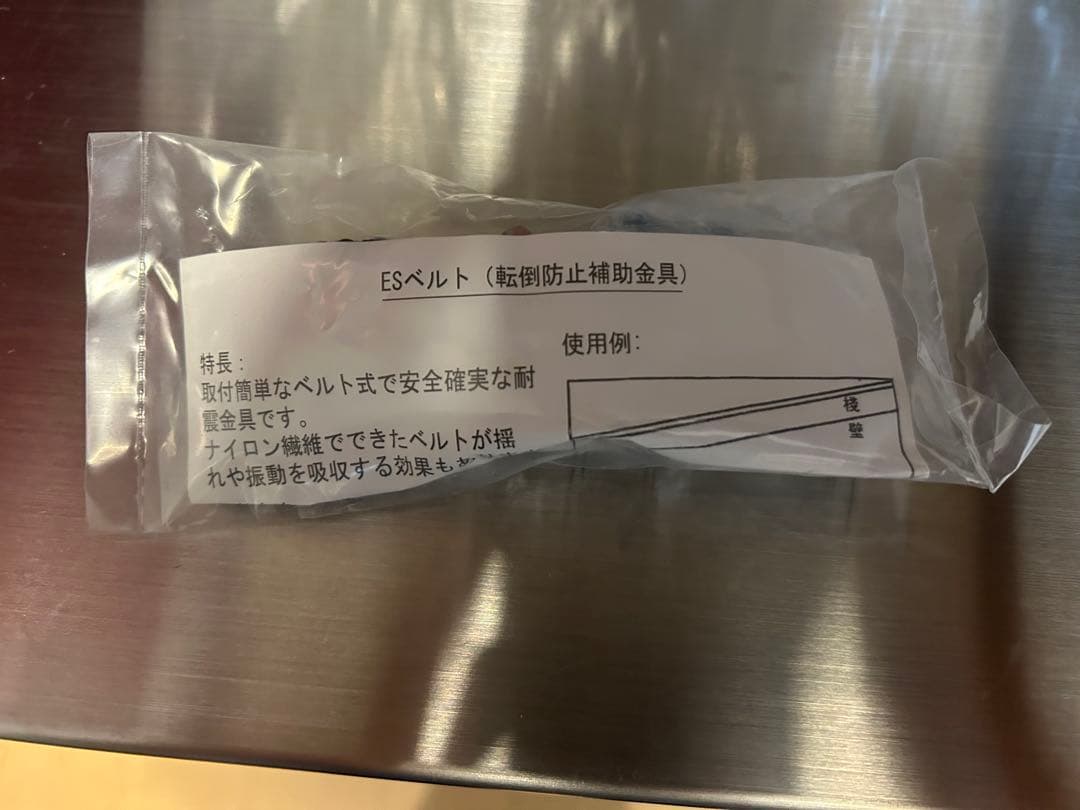 ESベルト（転倒防止補助金具）
特長：
取付簡単なベルト式で安全確実な耐
震金具です。
ナイロン繊維でできたベルトが揺
れや振動を吸収する効果も
使用例：
桟
壁